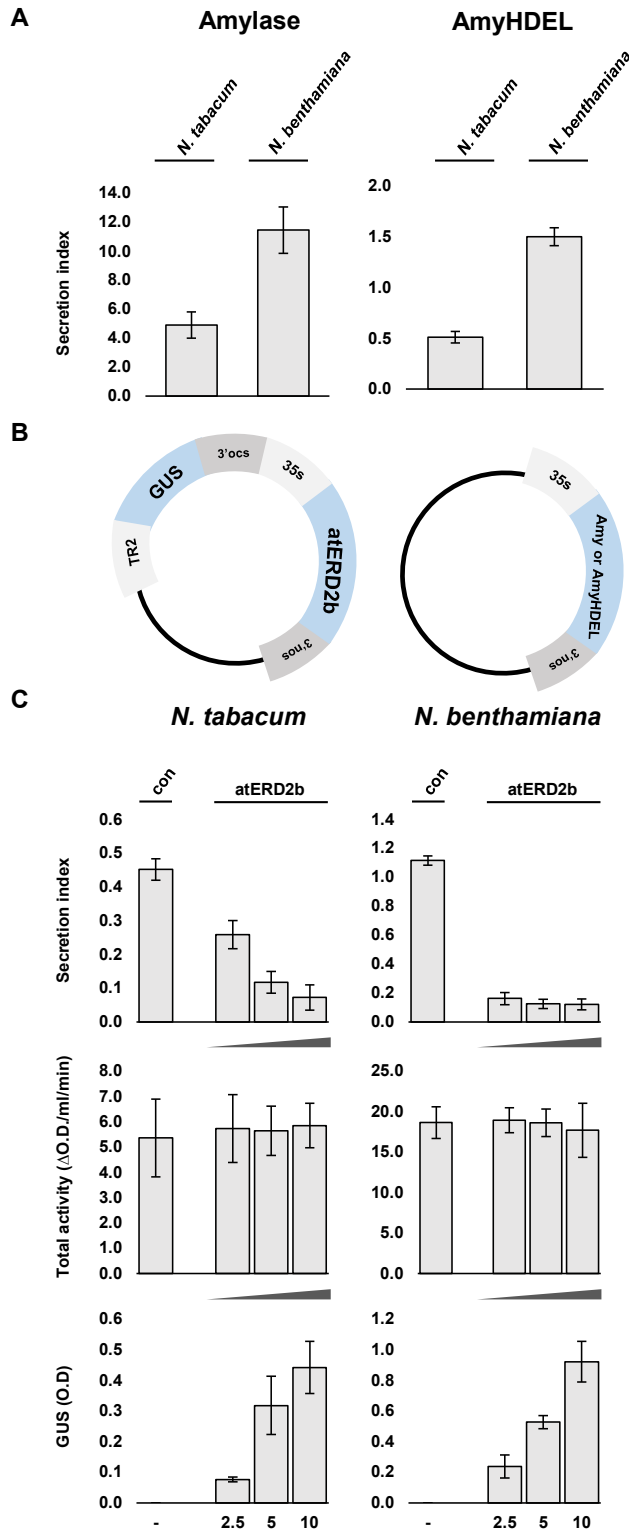 A
Amylase
AmyHDEL
N. tabacum
N. benthamiana
N. tabacum
N. benthamiana
Secretion index
14.0
12.0
10.0
8.0
6.0
4.0
2.0
0.0
2.0
1.5
1.0
0.5
0.0
B
TR2
GUS
3'ocs
35s
atERD2b
3'nos
35s
Amy or AmyHDEL
3'nos
C
N. tabacum
N. benthamiana
con
atERD2b
con
atERD2b
Secretion index
0.6
0.5
0.4
0.3
0.2
0.1
0.0
1.4
1.2
1.0
0.8
0.6
0.4
0.2
0.0
Total activity (ΔO.D./ml/min)
8.0
7.0
6.0
5.0
4.0
3.0
2.0
1.0
0.0
25.0
20.0
15.0
10.0
5.0
0.0
GUS (O.D)
0.6
0.5
0.4
0.3
0.2
0.1
0.0
1.2
1.0
0.8
0.6
0.4
0.2
0.0
- 2.5 5 10
- 2.5 5 10